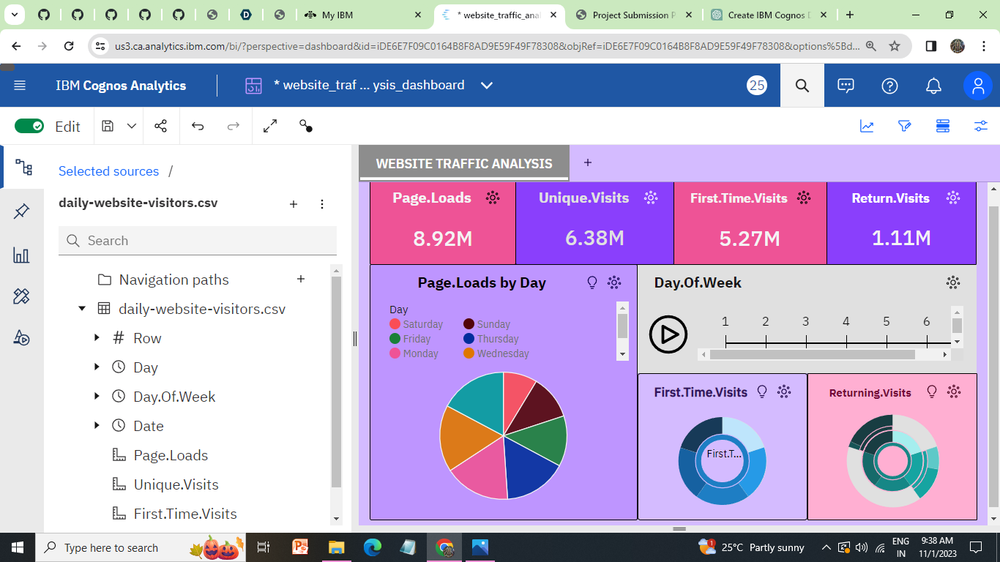 My IBM
* website_traffic_anal
Project Submission P
Create IBM Cognos D
us3.ca.analytics.ibm.com/bi/?perspective=dashboard&id=iDE6E7F09C0164B8F8AD9E59F49F78308&objRef=iDE6E7F09C0164B8F8AD9E59F49F78308&options%5Bd...
IBM Cognos Analytics
* website_traf ... ysis_dashboard
25
Edit
Selected sources /
WEBSITE TRAFFIC ANALYSIS
daily-website-visitors.csv
Search
Navigation paths
daily-website-visitors.csv
Row
Day
Day.Of.Week
Date
Page.Loads
Unique.Visits
First.Time.Visits
Page.Loads
8.92M
Unique.Visits
6.38M
First.Time.Visits
5.27M
Return.Visits
1.11M
Page.Loads by Day
Day
Saturday
Sunday
Friday
Thursday
Monday
Wednesday
Day.Of.Week
1 2 3 4 5 6
First.Time.Visits
First.T...
Returning.Visits
Type here to search
1
25°C Partly sunny
ENG
IN
9:38 AM
11/1/2023